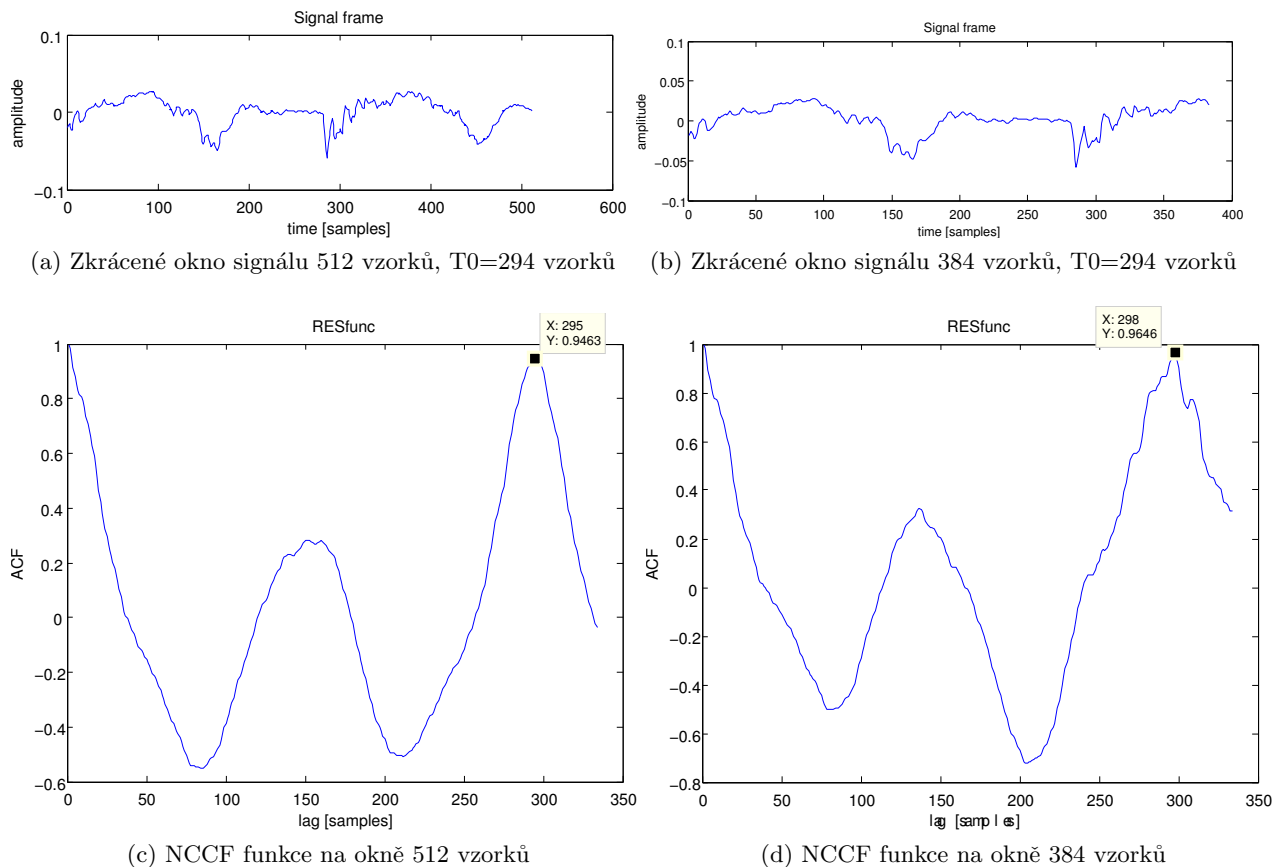 Signal frame
0.1
0
−0.1
amplitude
0 100 200 300 400 500 600
time [samples]
(a) Zkrácené okno signálu 512 vzorků, T0=294 vzorků
Signal frame
0.1
0.05
0
−0.05
−0.1
amplitude
0 50 100 150 200 250 300 350 400
time [samples]
(b) Zkrácené okno signálu 384 vzorků, T0=294 vzorků
RESfunc
X: 295
Y: 0.9463
1
0.8
0.6
0.4
0.2
0
−0.2
−0.4
−0.6
ACF
0 50 100 150 200 250 300 350
lag [samples]
(c) NCCF funkce na okně 512 vzorků
RESfunc
X: 298
Y: 0.9646
1
0.8
0.6
0.4
0.2
0
−0.2
−0.4
−0.6
−0.8
ACF
0 50 100 150 200 250 300 350
lag [samples]
(d) NCCF funkce na okně 384 vzorků